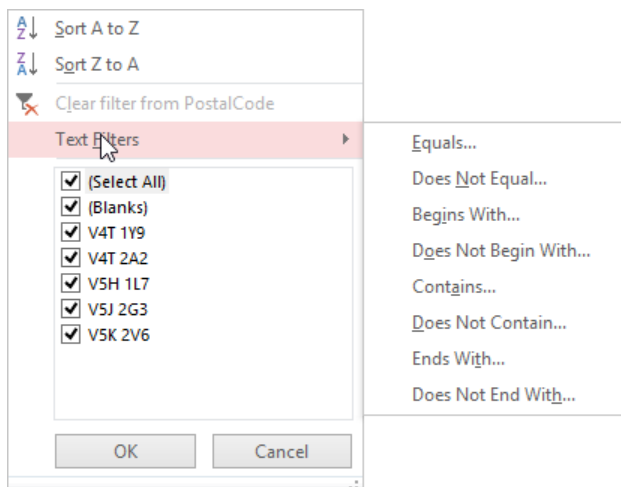 Sort A to Z
Sort Z to A
Clear filter from PostalCode
Text Filters
(Select All)
(Blanks)
V4T 1Y9
V4T 2A2
V5H 1L7
V5J 2G3
V5K 2V6
OK
Cancel
Equals...
Does Not Equal...
Begins With...
Does Not Begin With...
Contains...
Does Not Contain...
Ends With...
Does Not End With...